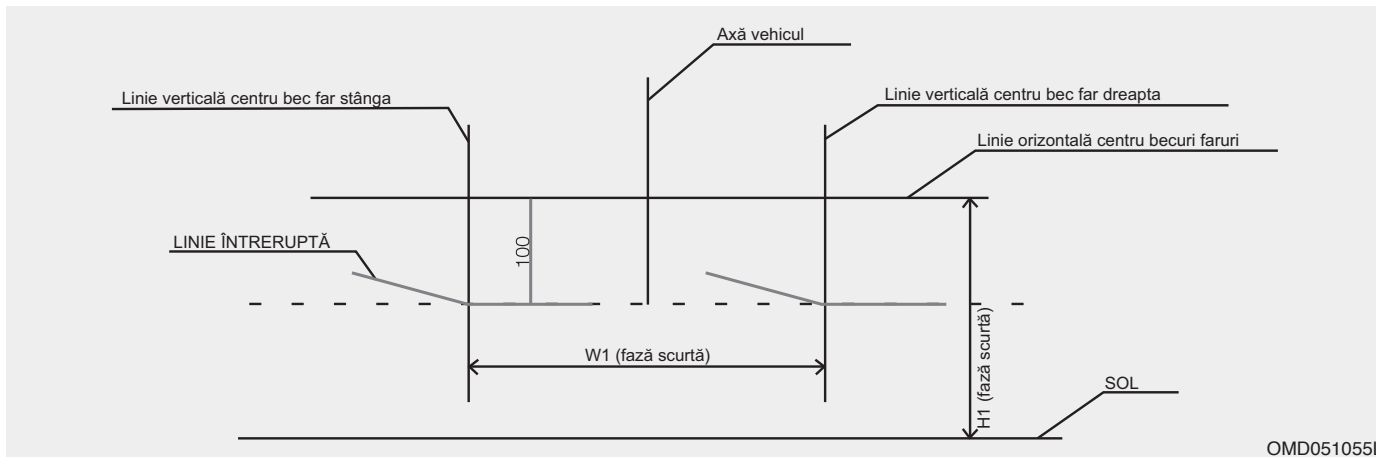 Axă vehicul
Linie verticală centru bec far stânga
Linie verticală centru bec far dreapta
Linie orizontală centru becuri faruri
LINIE ÎNTRERUPTĂ
100
W1 (fază scurtă)
H1 (fază scurtă)
SOL